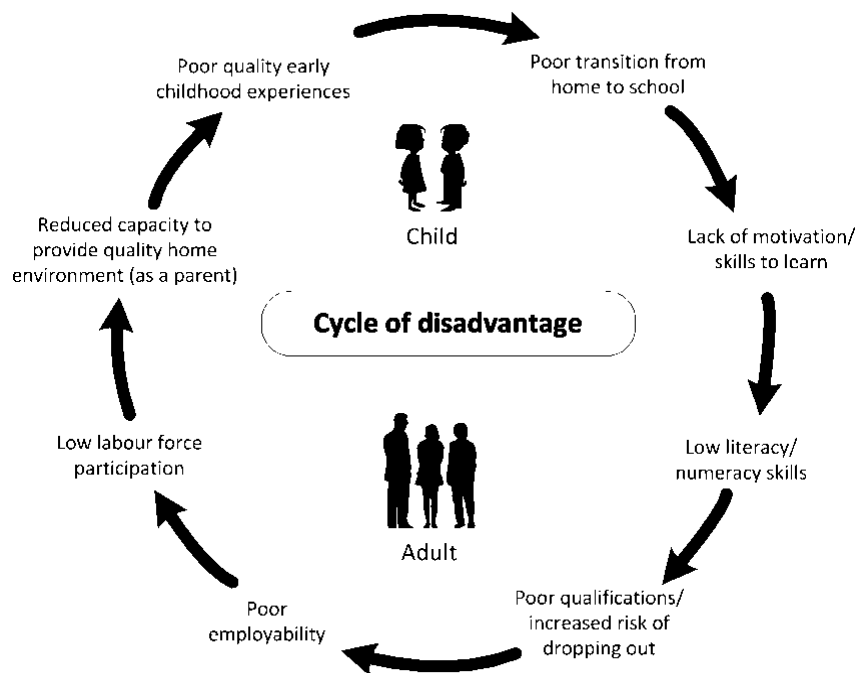 Poor quality early
childhood experiences
Poor transition from
home to school
Lack of motivation/
skills to learn
Low literacy/
numeracy skills
Poor qualifications/
increased risk of
dropping out
Poor
employability
Low labour force
participation
Reduced capacity to
provide quality home
environment (as a parent)
Child
Cycle of disadvantage
Adult